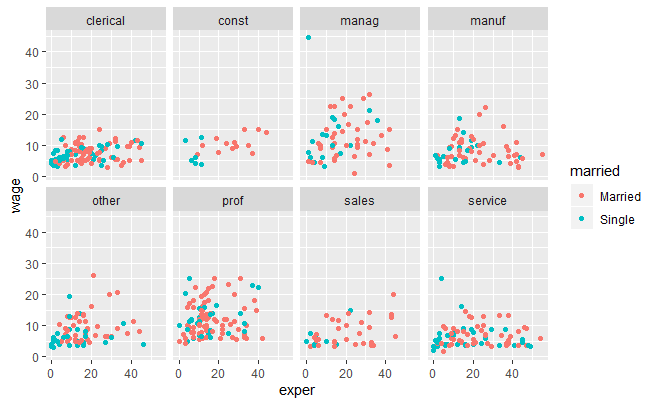 clerical const manag manuf
40
30
20
10
0
wage
other prof sales service
40
30
20
10
0
0 20 40 0 20 40 0 20 40 0 20 40
exper
married
Married
Single